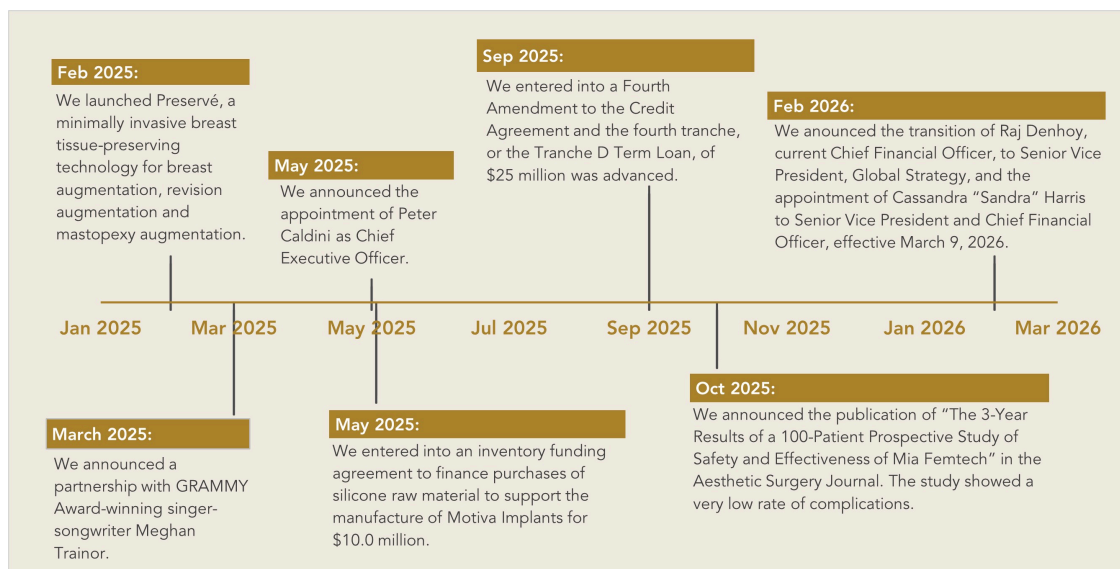 Feb 2025:
We launched Preservé, a
minimally invasive breast
tissue-preserving
technology for breast
augmentation, revision
augmentation and
mastopexy augmentation.
May 2025:
We announced the
appointment of Peter
Caldini as Chief
Executive Officer.
Sep 2025:
We entered into a Fourth
Amendment to the Credit
Agreement and the fourth tranche,
or the Tranche D Term Loan, of
$25 million was advanced.
Feb 2026:
We anounced the transition of Raj Denhoy,
current Chief Financial Officer, to Senior Vice
President, Global Strategy, and the
appointment of Cassandra “Sandra” Harris
to Senior Vice President and Chief Financial
Officer, effective March 9, 2026.
Jan 2025 Mar 2025 May 2025 Jul 2025 Sep 2025 Nov 2025 Jan 2026 Mar 2026
March 2025:
We announced a
partnership with GRAMMY
Award-winning singer-
songwriter Meghan
Trainor.
May 2025:
We entered into an inventory funding
agreement to finance purchases of
silicone raw material to support the
manufacture of Motiva Implants for
$10.0 million.
Oct 2025:
We announced the publication of “The 3-Year
Results of a 100-Patient Prospective Study of
Safety and Effectiveness of Mia Femtech” in the
Aesthetic Surgery Journal. The study showed a
very low rate of complications.